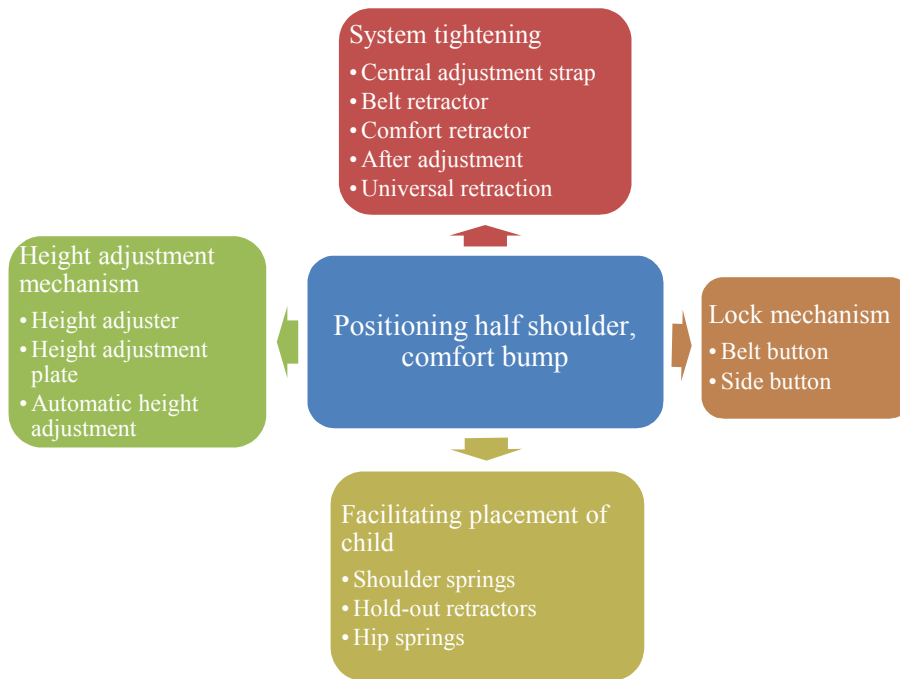 System tightening
• Central adjustment strap
• Belt retractor
• Comfort retractor
• After adjustment
• Universal retraction
Height adjustment
mechanism
• Height adjuster
• Height adjustment
plate
• Automatic height
adjustment
Positioning half shoulder,
comfort bump
Lock mechanism
• Belt button
• Side button
Facilitating placement of
child
• Shoulder springs
• Hold-out retractors
• Hip springs